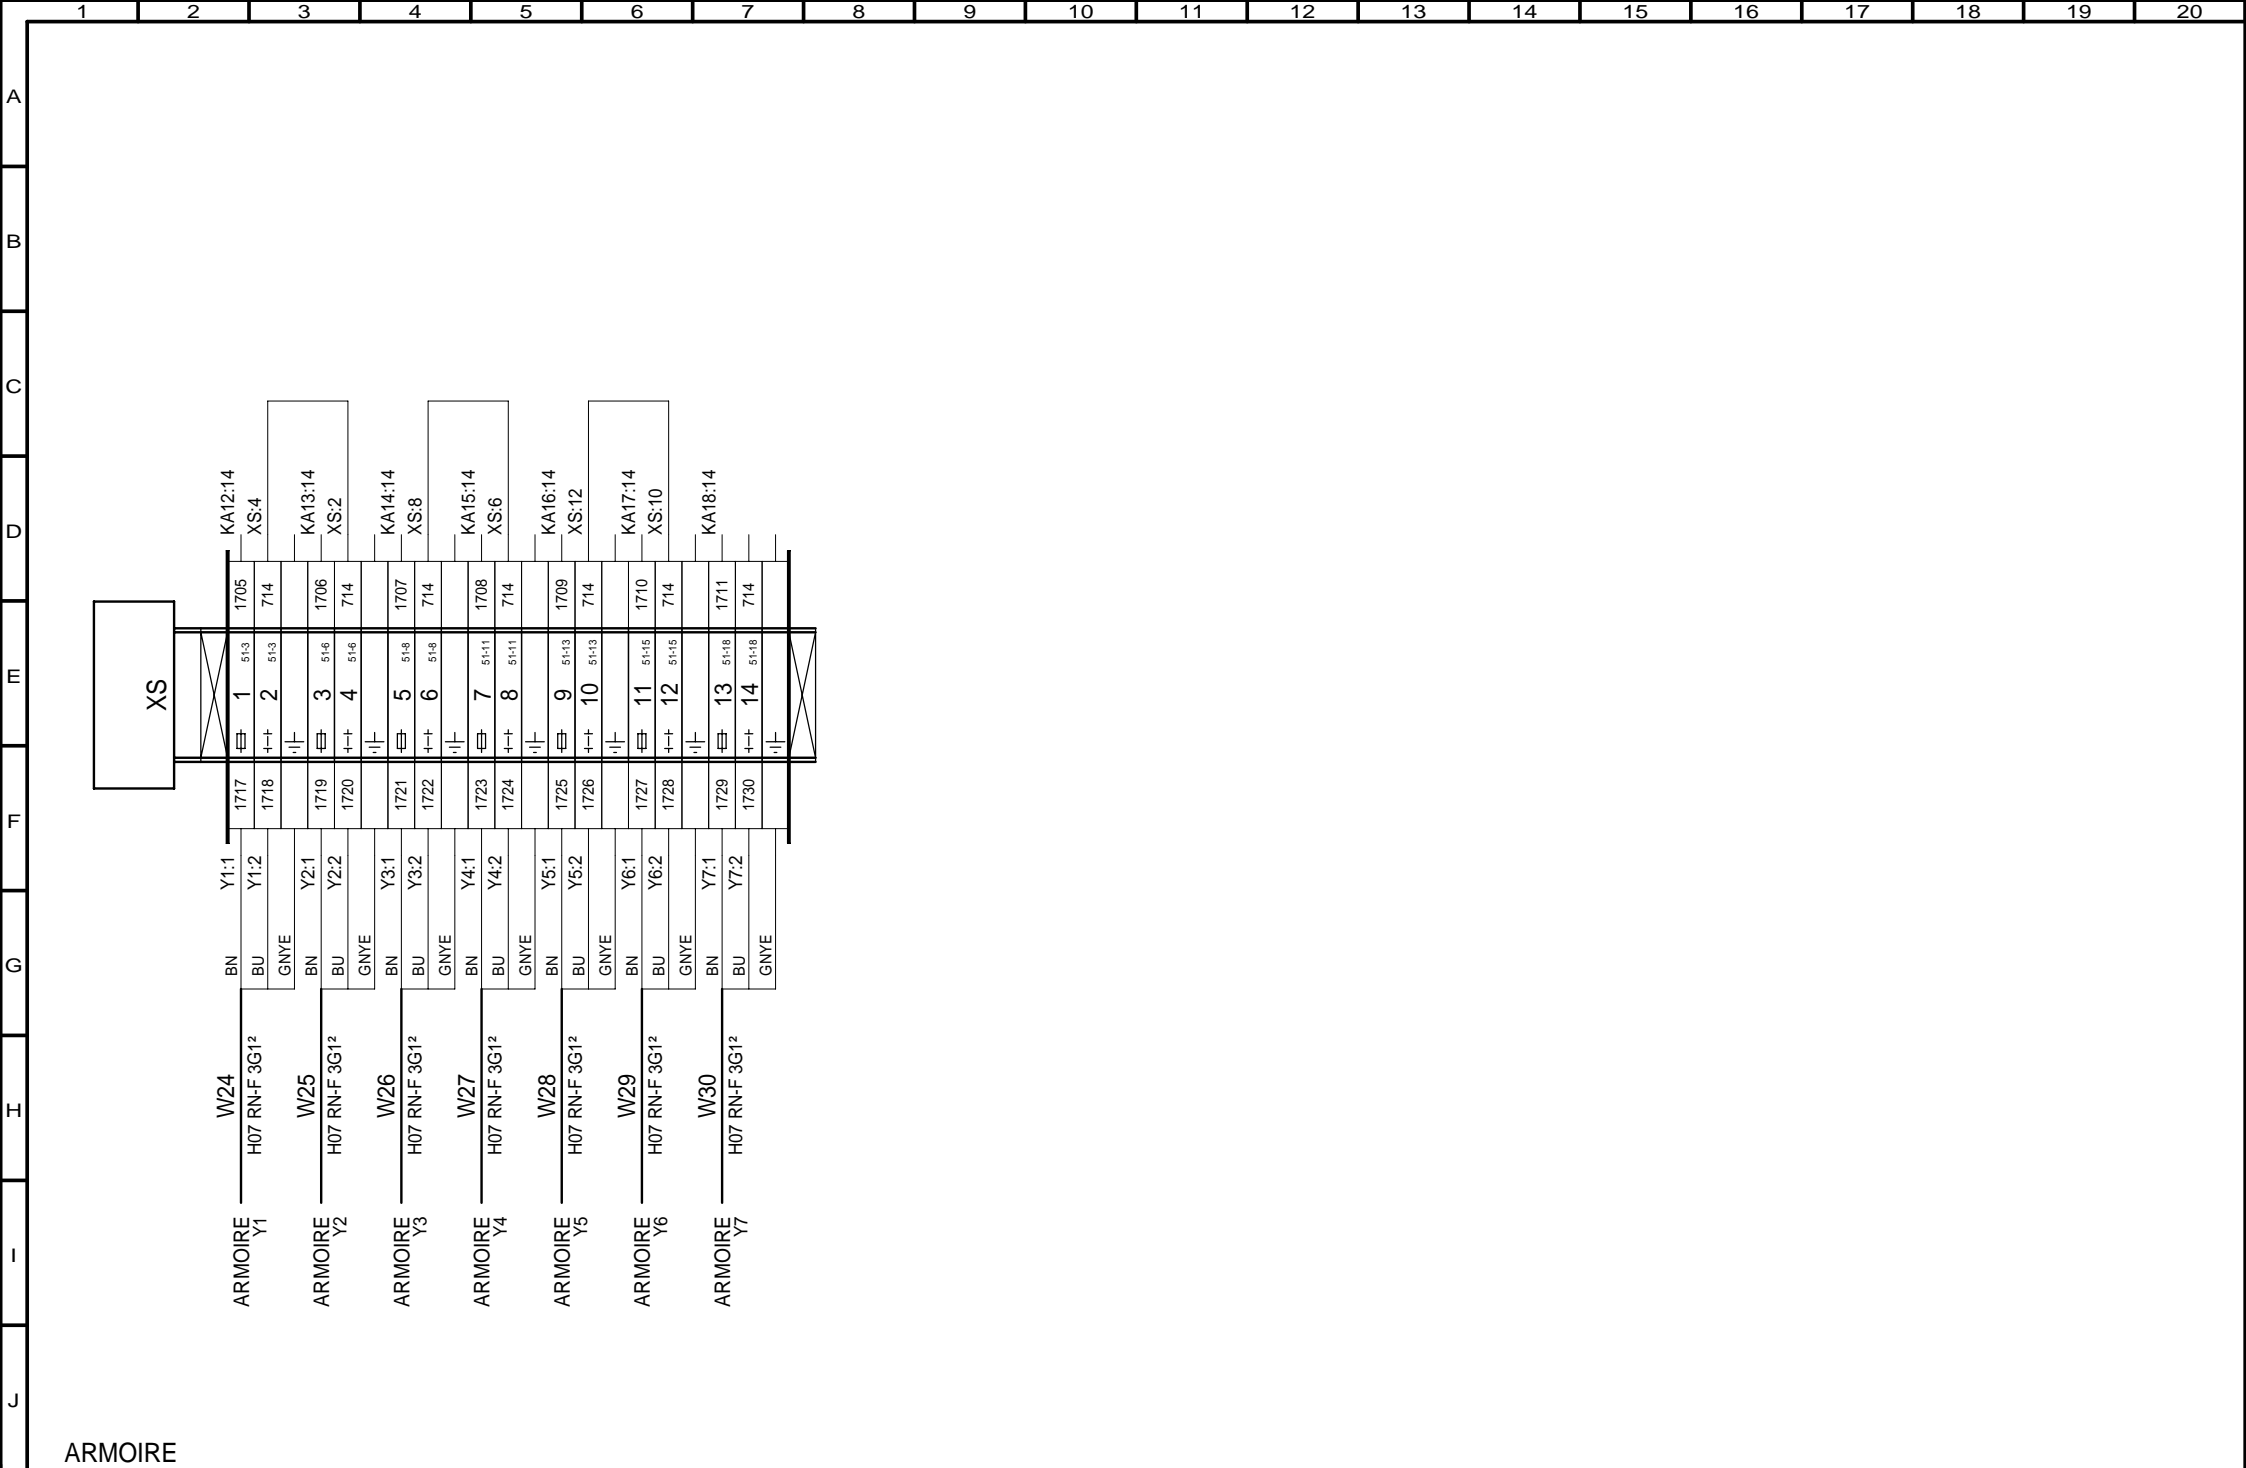 1 2 3 4 5 6 7 8 9 10 11 12 13 14 15 16 17 18 19 20
A
B
C
D
E
F
G
H
I
J
KA12:14 XS:4 KA13:14 XS:2 KA14:14 XS:8 KA15:14 XS:6 KA16:14 XS:12 KA17:14 XS:10 KA18:14
1705 714 1706 714 1707 714 1708 714 1709 714 1710 714 1711 714
51-3 51-3 51-6 51-6 51-8 51-8 51-11 51-11 51-13 51-13 51-15 51-15 51-18 51-18
XS 1 2 3 4 5 6 7 8 9 10 11 12 13 14
1717 1718 1719 1720 1721 1722 1723 1724 1725 1726 1727 1728 1729 1730
Y1:1 Y1:2 Y2:1 Y2:2 Y3:1 Y3:2 Y4:1 Y4:2 Y5:1 Y5:2 Y6:1 Y6:2 Y7:1 Y7:2
BN BU GNYE BN BU GNYE BN BU GNYE BN BU GNYE BN BU GNYE BN BU GNYE BN BU GNYE
W24
H07 RN-F 3G1²
W25
H07 RN-F 3G1²
W26
H07 RN-F 3G1²
W27
H07 RN-F 3G1²
W28
H07 RN-F 3G1²
W29
H07 RN-F 3G1²
W30
H07 RN-F 3G1²
ARMOIRE
Y1
ARMOIRE
Y2
ARMOIRE
Y3
ARMOIRE
Y4
ARMOIRE
Y5
ARMOIRE
Y6
ARMOIRE
Y7
ARMOIRE